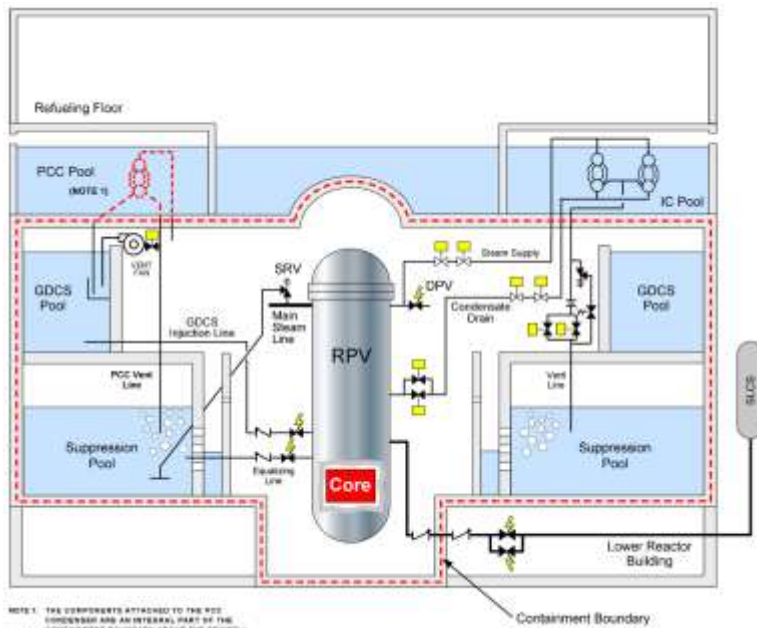 Refueling Floor
PCC Pool
(NOTE 1)
IC Pool
VENT
FAN
SRV
DPV
Steam Supply
GDCS
Pool
GDCS
Injection Line
Main
Steam
Line
Condensate
Drain
GDCS
Pool
RPV
PCC Vent
Line
Vent
Line
SLCS
Suppression
Pool
Equalizing
Line
Core
Suppression
Pool
Lower Reactor
Building
NOTE 1. THE COMPONENTS ATTACHED TO THE PCC
CONDENSER ARE AN INTEGRAL PART OF THE
Containment Boundary